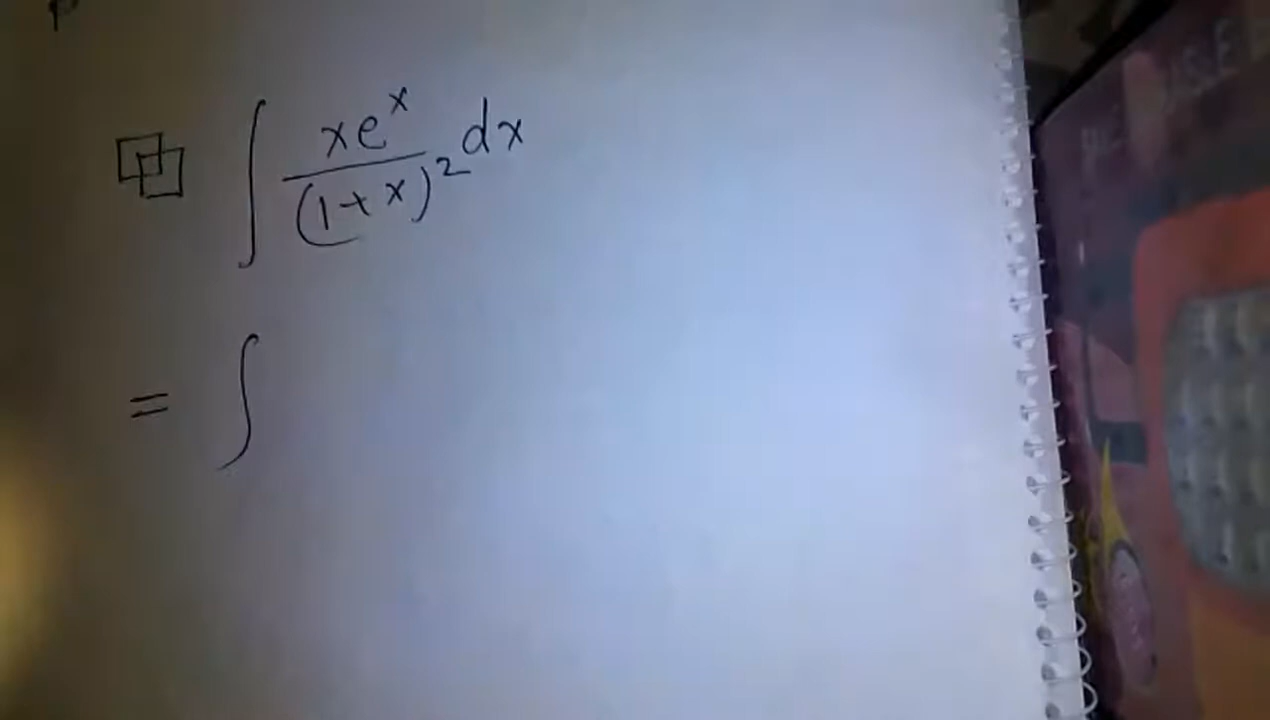 ∫ xe^x/(1+x)^2 dx
= ∫